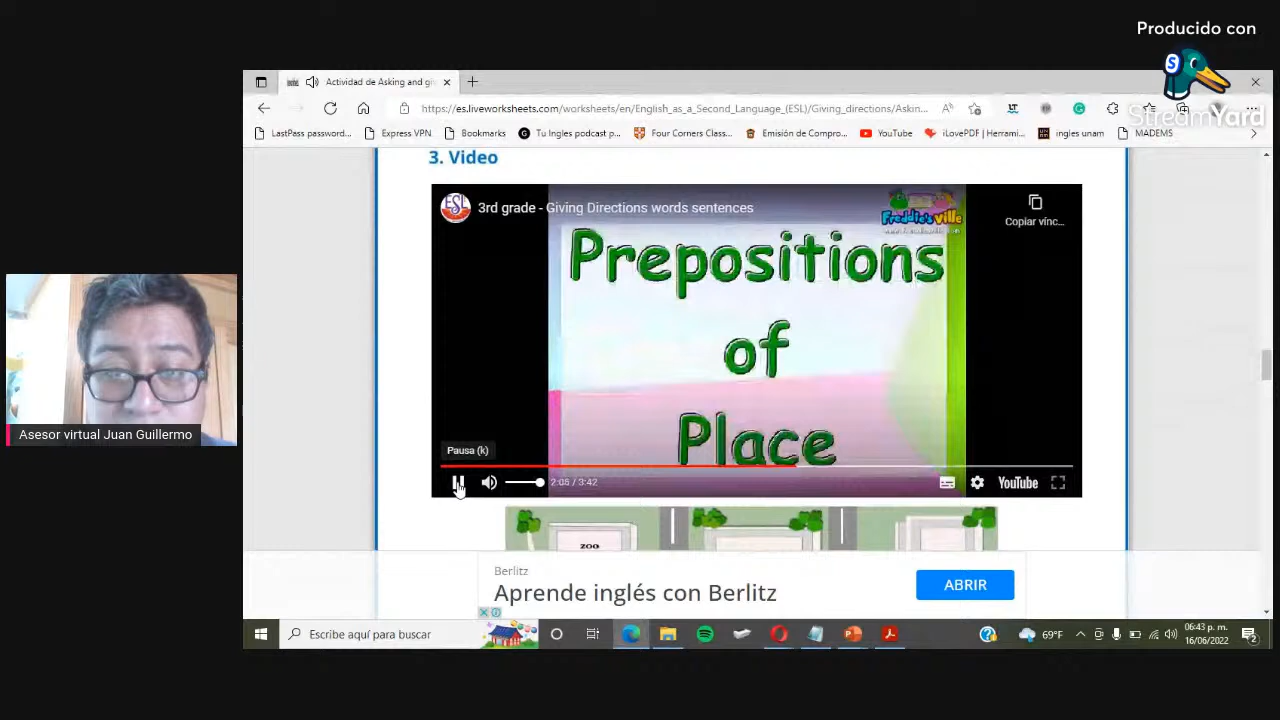 Producido con
StreamYard
Actividad de Asking and gi
https://es.liveworksheets.com/worksheets/en/English_as_a_Second_Language_(ESL)/Giving_directions/Askin...
LastPass password...
Express VPN
Bookmarks
Tu Ingles podcast p...
Four Corners Class...
Emisión de Compro...
YouTube
iLovePDF | Herrami...
ingles unam
MADEMS
3. Video
ESL
3rd grade - Giving Directions words sentences
Freddie'sville
Copiar vínc...
Prepositions
of
Place
Pausa (k)
2:05 / 3:42
YouTube
ZOO
Asesor virtual Juan Guillermo
Berlitz
Aprende inglés con Berlitz
ABRIR
Escribe aquí para buscar
69°F
06:43 p. m.
16/06/2022
2